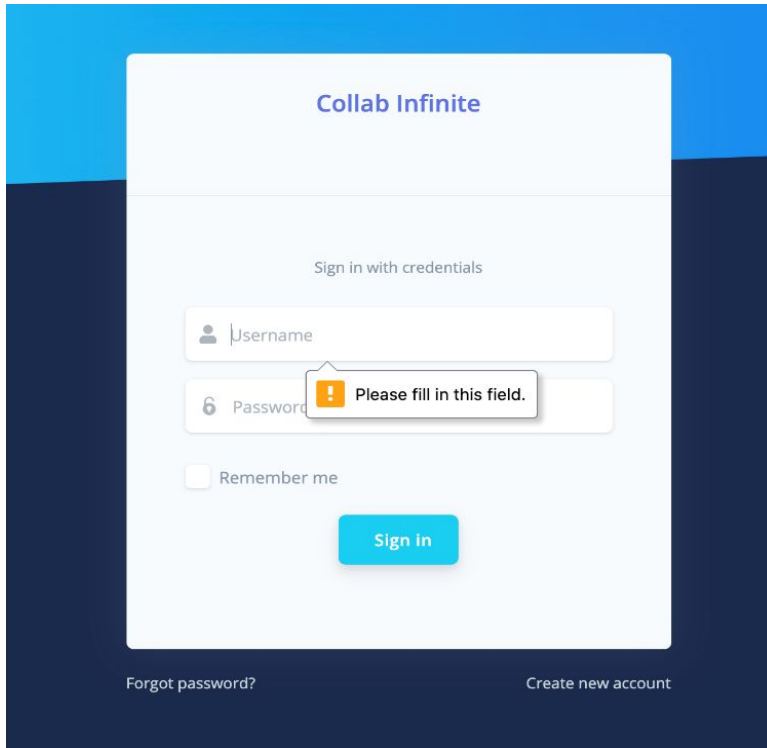 Collab Infinite
Sign in with credentials
Username
Please fill in this field.
Password
Remember me
Sign in
Forgot password?
Create new account